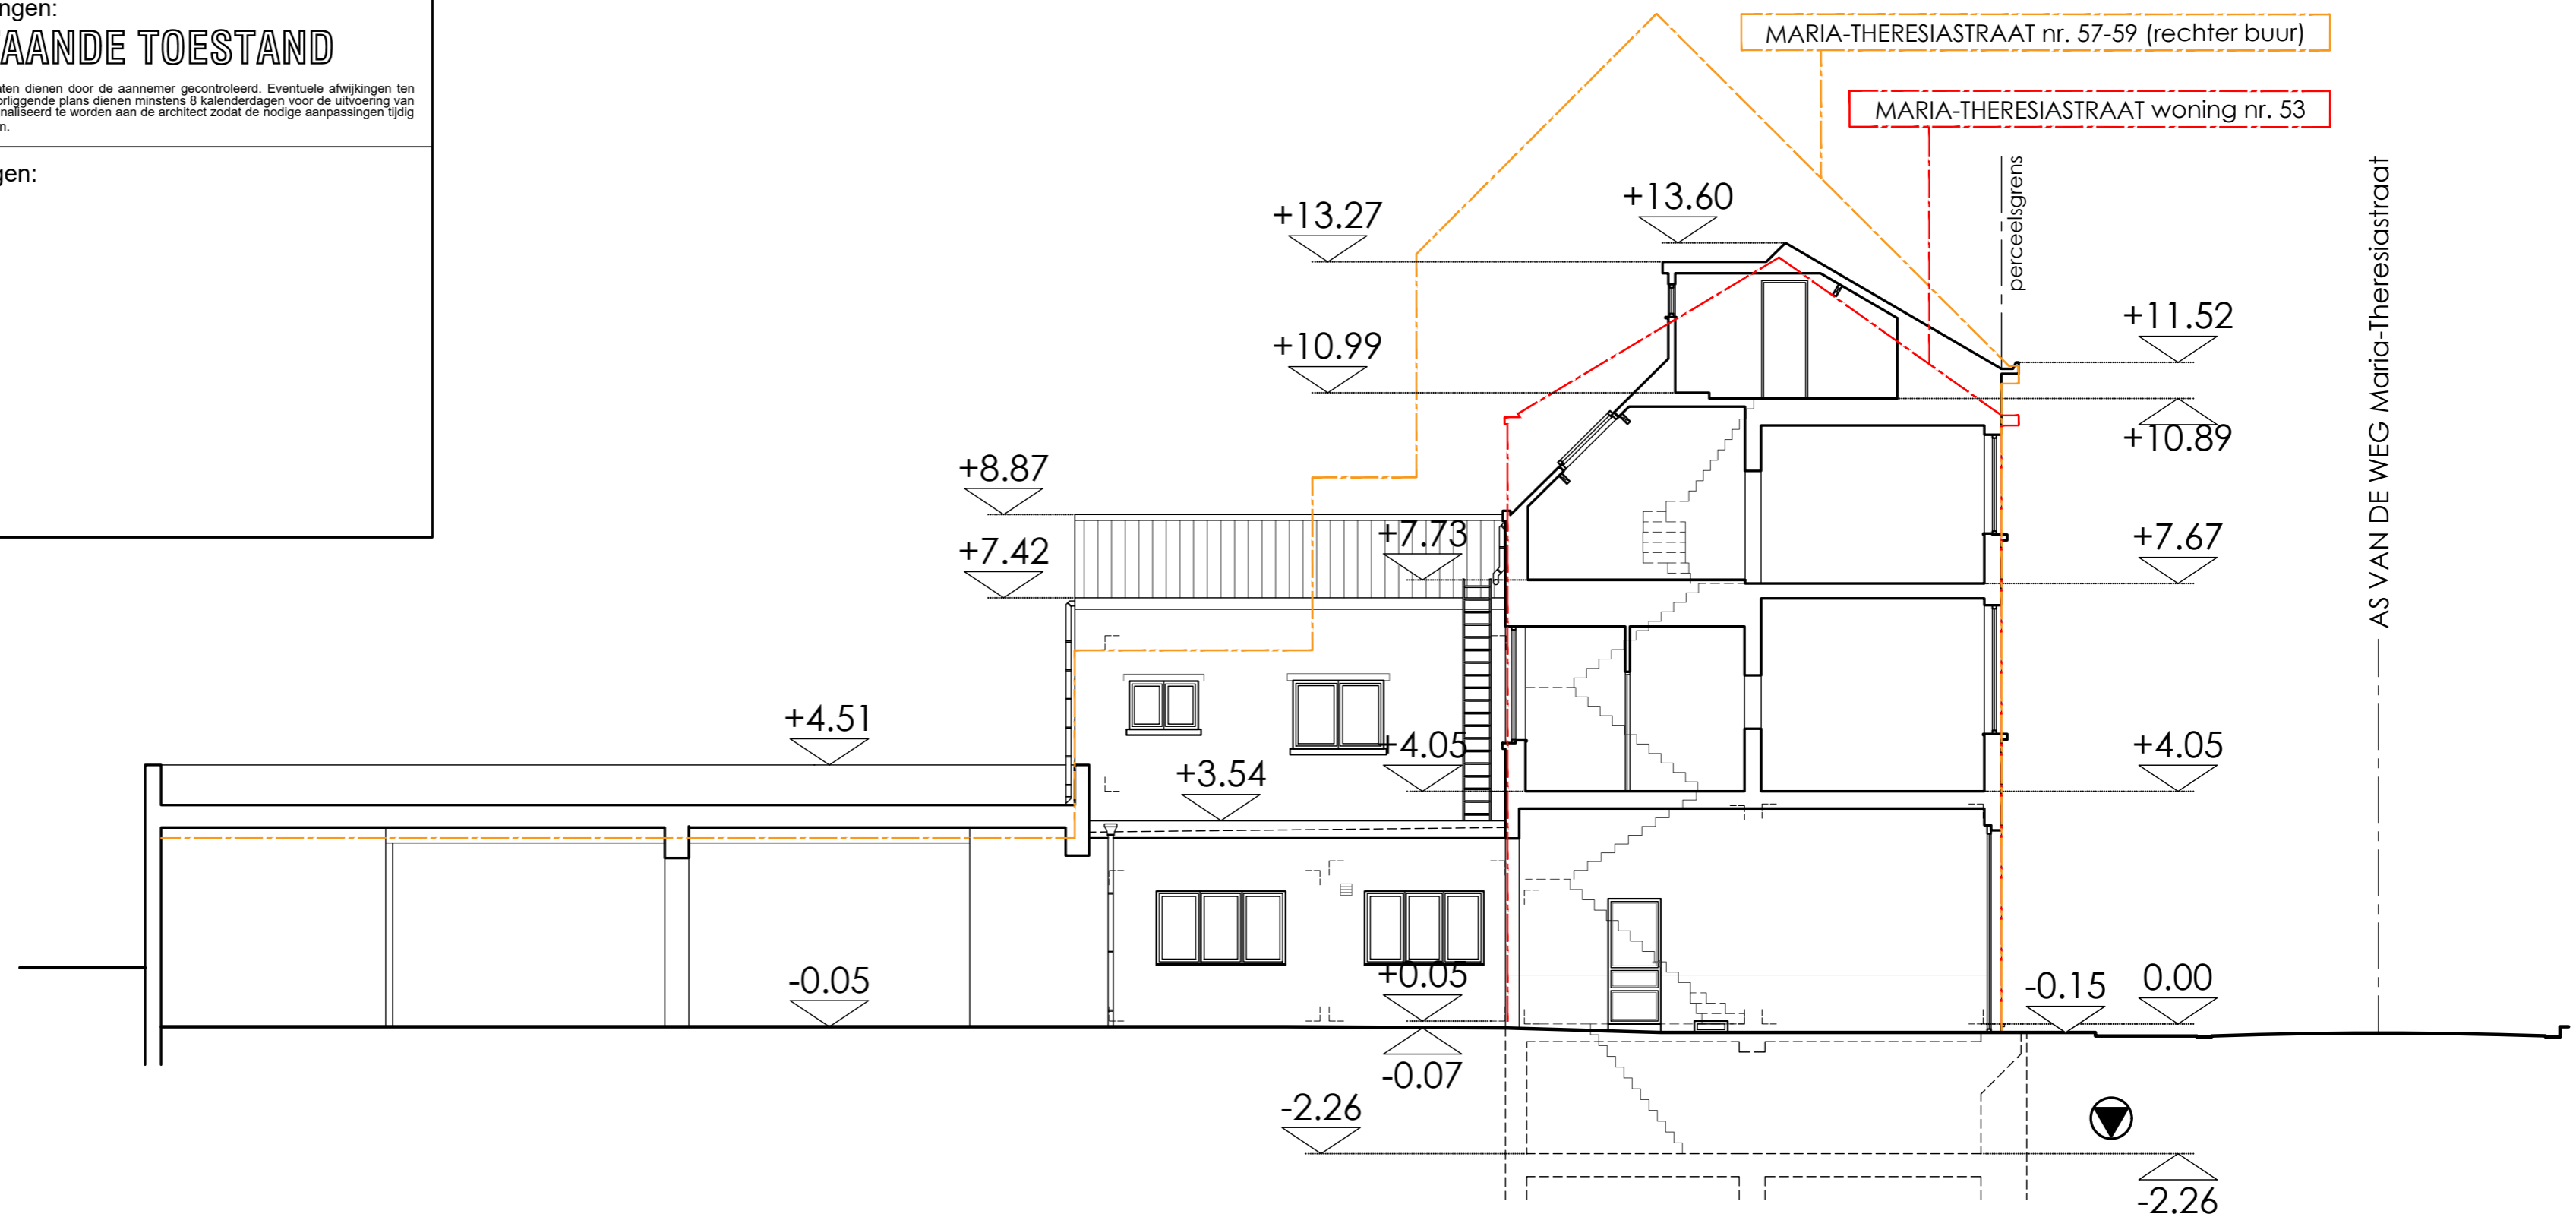 ngen:
AANDE TOESTAND
aten dienen door de aannemer gecontroleerd. Eventuele afwijkingen ten
orliggende plans dienen minstens 8 kalenderdagen voor de uitvoering van
naliseerd te worden aan de architect zodat de nodige aanpassingen tijdig
n.
gen:
MARIA-THERESIASTRAAT nr. 57-59 (rechter buur)
MARIA-THERESIASTRAAT woning nr. 53
perceelsgrens
AS VAN DE WEG Maria-Theresiastraat
+13.27
+13.60
+10.99
+11.52
+10.89
+8.87
+7.42
+7.73
+7.67
+4.51
+3.54
+4.05
+4.05
-0.05
+0.05
-0.07
-0.15
0.00
-2.26
-2.26